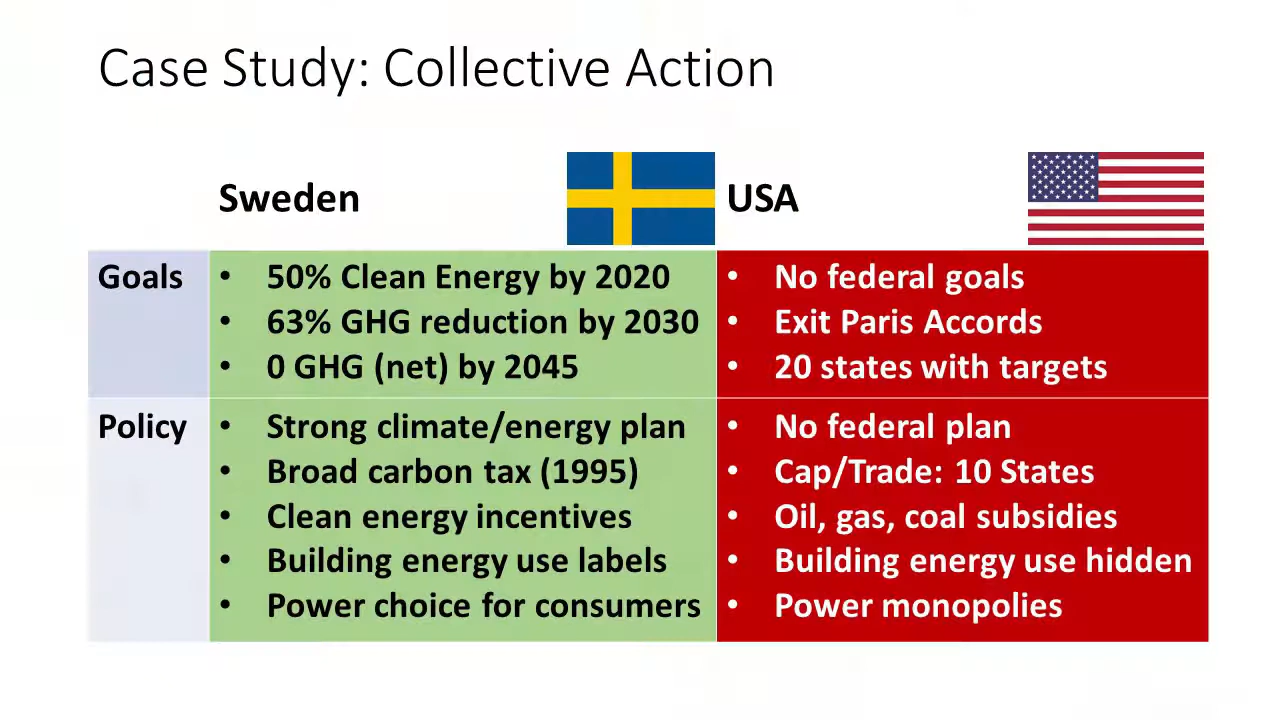 Case Study: Collective Action
Sweden
USA
Goals
• 50% Clean Energy by 2020
• 63% GHG reduction by 2030
• 0 GHG (net) by 2045
• No federal goals
• Exit Paris Accords
• 20 states with targets
Policy
• Strong climate/energy plan
• Broad carbon tax (1995)
• Clean energy incentives
• Building energy use labels
• Power choice for consumers
• No federal plan
• Cap/Trade: 10 States
• Oil, gas, coal subsidies
• Building energy use hidden
• Power monopolies